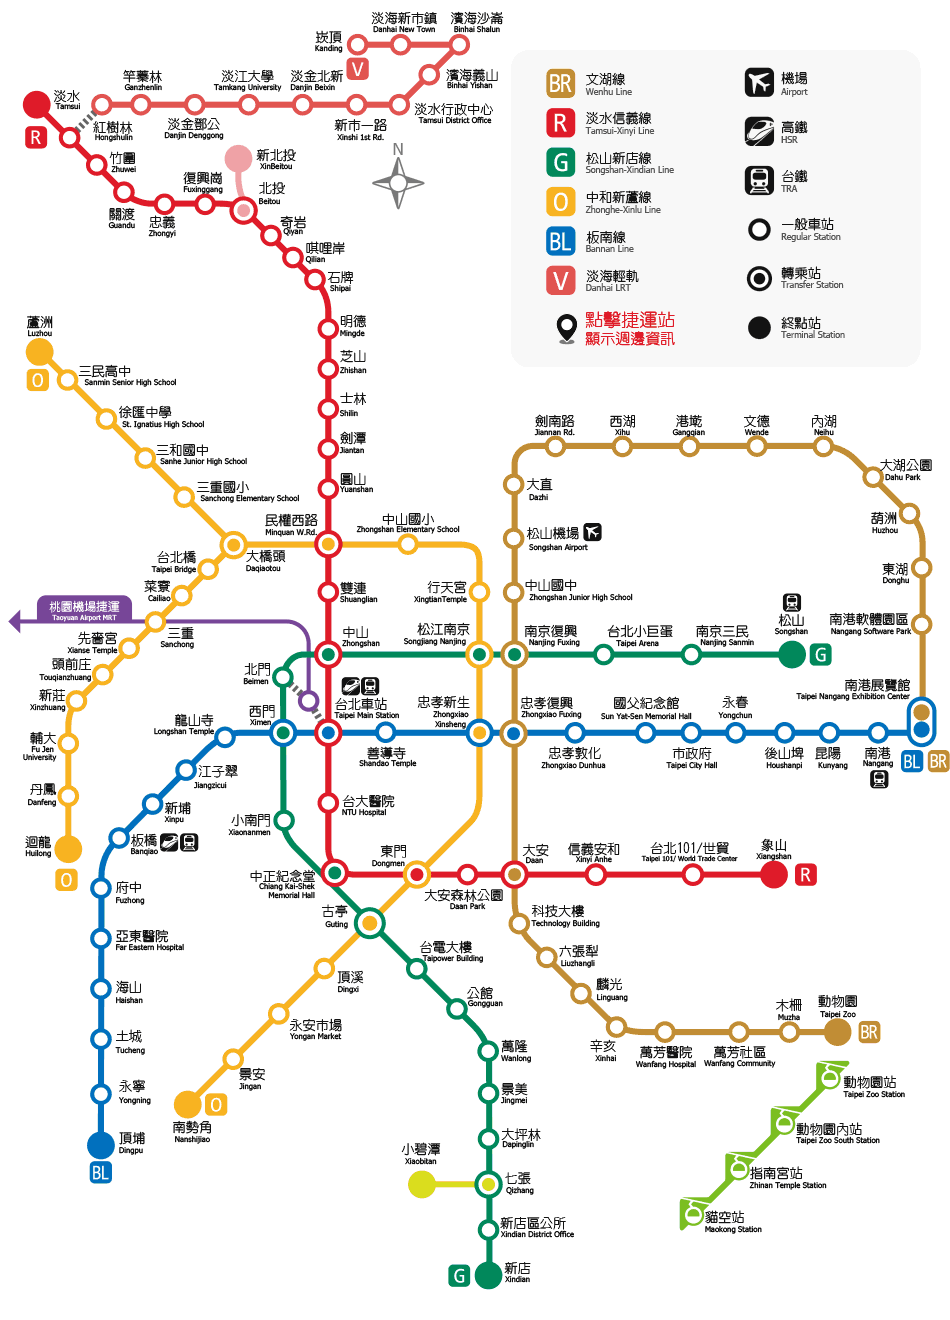 淡海新市鎮
Danhai New Town
濱海沙崙
Binhai Shalun
崁頂
Kanding
V
濱海義山
Binhai Yishan
竿蓁林
Ganzhenlin
淡江大學
Tamkang University
淡金北新
Danjin Beixin
淡水
Tamsui
R
紅樹林
Hongshulin
淡金鄧公
Danjin Denggong
新市一路
Xinshi 1st Rd.
淡水行政中心
Tamsui District Office
N
竹圍
Zhuwei
新北投
XinBeitou
復興崗
Fuxinggang
北投
Beitou
關渡
Guandu
忠義
Zhongyi
奇岩
Qiyan
唭哩岸
Qilian
石牌
Shipai
明德
Mingde
芝山
Zhishan
士林
Shilin
劍潭
Jiantan
圓山
Yuanshan
BR
文湖線
Wenhu Line
R
淡水信義線
Tamsui-Xinyi Line
G
松山新店線
Songshan-Xindian Line
O
中和新蘆線
Zhonghe-Xinlu Line
BL
板南線
Bannan Line
V
淡海輕軌
Danhai LRT
點擊捷運站
顯示週邊資訊
機場
Airport
高鐵
HSR
台鐵
TRA
一般車站
Regular Station
轉乘站
Transfer Station
終點站
Terminal Station
蘆洲
Luzhou
O
三民高中
Sanmin Senior High School
徐匯中學
St. Ignatius High School
三和國中
Sanhe Junior High School
三重國小
Sanchong Elementary School
民權西路
Minquan W.Rd.
中山國小
Zhongshan Elementary School
大橋頭
Daqiaotou
台北橋
Taipei Bridge
菜寮
Cailiao
桃園機場捷運
Taoyuan Airport MRT
三重
Sanchong
先嗇宮
Xianse Temple
頭前庄
Touqianzhuang
新莊
Xinzhuang
輔大
Fu Jen
University
丹鳳
Danfeng
迴龍
Huilong
O
雙連
Shuanglian
行天宮
XingtianTemple
中山
Zhongshan
松江南京
Songjiang Nanjing
劍南路
Jiannan Rd.
西湖
Xihu
港墘
Gangqian
文德
Wende
內湖
Neihu
大湖公園
Dahu Park
大直
Dazhi
葫洲
Huzhou
松山機場
Songshan Airport
東湖
Donghu
中山國中
Zhongshan Junior High School
南港軟體園區
Nangang Software Park
南京復興
Nanjing Fuxing
台北小巨蛋
Taipei Arena
南京三民
Nanjing Sanmin
松山
Songshan
G
北門
Beimen
南港展覽館
Taipei Nangang Exhibition Center
西門
Ximen
台北車站
Taipei Main Station
忠孝新生
Zhongxiao
Xinsheng
忠孝復興
Zhongxiao Fuxing
國父紀念館
Sun Yat-Sen Memorial Hall
永春
Yongchun
龍山寺
Longshan Temple
善導寺
Shandao Temple
忠孝敦化
Zhongxiao Dunhua
市政府
Taipei City Hall
後山埤
Houshanpi
昆陽
Kunyang
南港
Nangang
BL
BR
江子翠
Jiangzicui
新埔
Xinpu
板橋
Banqiao
府中
Fuzhong
亞東醫院
Far Eastern Hospital
海山
Haishan
土城
Tucheng
永寧
Yongning
頂埔
Dingpu
BL
小南門
Xiaonanmen
台大醫院
NTU Hospital
中正紀念堂
Chiang Kai-Shek
Memorial Hall
東門
Dongmen
大安森林公園
Daan Park
大安
Daan
信義安和
Xinyi Anhe
台北101/世貿
Taipei 101/ World Trade Center
象山
Xiangshan
R
古亭
Guting
台電大樓
Taipower Building
頂溪
Dingxi
永安市場
Yongan Market
景安
Jingan
南勢角
Nanshijiao
O
公館
Gongguan
萬隆
Wanlong
景美
Jingmei
大坪林
Dapinglin
小碧潭
Xiaobitan
七張
Qizhang
新店區公所
Xindian District Office
G
新店
Xindian
科技大樓
Technology Building
六張犁
Liuzhangli
麟光
Linguang
辛亥
Xinhai
萬芳醫院
Wanfang Hospital
萬芳社區
Wanfang Community
木柵
Muzha
動物園
Taipei Zoo
BR
動物園站
Taipei Zoo Station
動物園內站
Taipei Zoo South Station
指南宮站
Zhinan Temple Station
貓空站
Maokong Station